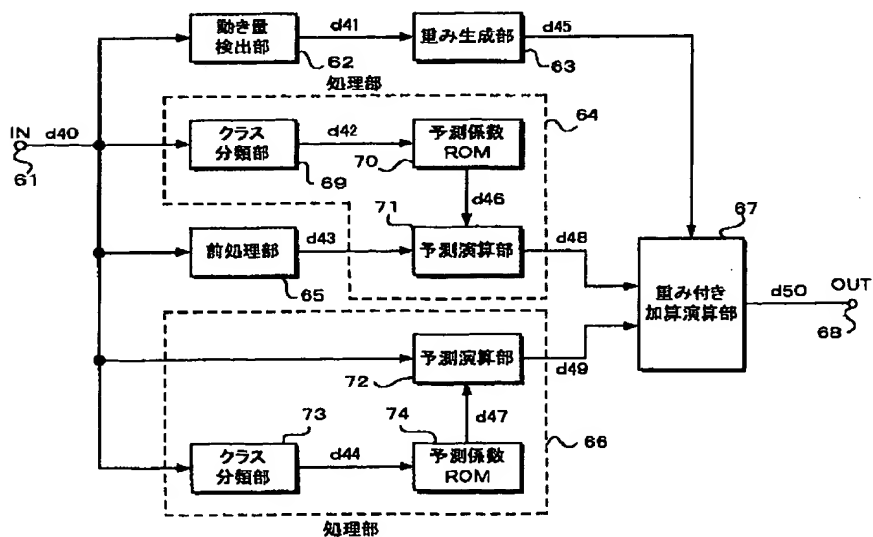 動き量
検出部
62
d41
重み生成部
63
d45
処理部
64
IN
d40
61
クラス
分類部
69
d42
予測係数
ROM
70
d46
前処理部
65
d43
71
予測演算部
d48
67
重み付き
加算演算部
d50
OUT
68
予測演算部
72
d49
d47
73
クラス
分類部
d44
74
予測係数
ROM
66
処理部